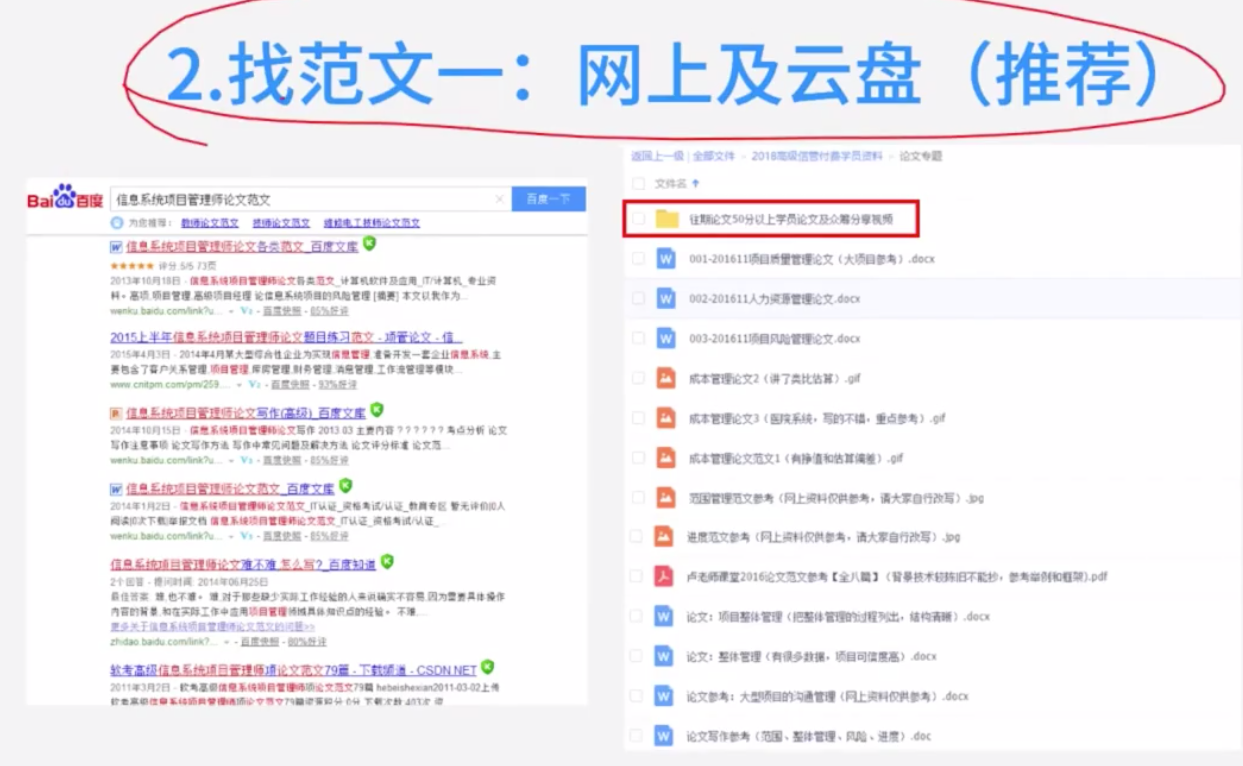 2.找范文一：网上及云盘（推荐）
Bai百度
信息系统项目管理师论文范文
百度一下
为您推荐：教师论文范文 技师论文范文 维修电工技师论文范文
信息系统项目管理师论文各类范文_百度文库
评分:5/5 73页
2013年10月18日 - 信息系统项目管理师论文各类范文_计算机软件及应用_IT/计算机_专业资
料。高项,项目管理,高级项目经理 论信息系统项目的风险管理 [摘要] 本文以我作为...
wenku.baidu.com/link?u... - V2 - 百度快照 - 85%好评
2015上半年信息系统项目管理师论文题目练习范文 - 项管论文 - 信...
2015年4月3日 - 2014年4月某大型综合性企业为实现信息管理,准备开发一套企业信息系统,主
要包含了客户关系管理,项目管理,库房管理,财务管理,消息管理,工作流管理等模块...
www.cnitpm.com/pm/259.... - V2 - 百度快照 - 93%好评
信息系统项目管理师论文写作(高级)_百度文库
2014年10月15日 - 信息系统项目管理师论文写作 2013 03 主要内容 ? ? ? ? ? ? 考点分析 论文
写作注意事项 论文写作方法 写作中常见问题及解决方法 论文评分标准 论文范...
wenku.baidu.com/link?u... - V2 - 百度快照 - 85%好评
信息系统项目管理师论文范文_百度文库
2014年1月2日 - 信息系统项目管理师论文范文_IT认证_资格考试/认证_教育专区 暂无评价|0人
阅读|0次下载|举报文档 信息系统项目管理师论文范文_IT认证_资格考试/认证_...
wenku.baidu.com/link?u... - V2 - 百度快照 - 85%好评
信息系统项目管理师论文难不难,怎么写?_百度知道
2个回答 - 提问时间: 2014年06月25日
最佳答案: 难,也不难。 难,对于那些缺少实际工作经验的人来说确实不容易,因为需要具体操作
内容的背景,和在实际工作中应用项目管理领域具体知识点的经验。 不难,...
更多关于信息系统项目管理师论文范文的问题>>
zhidao.baidu.com/link?... - 百度快照 - 80%好评
软考高级信息系统项目管理师项论文范文79篇 - 下载频道 - CSDN.NET
2011年3月2日 - 软考高级信息系统项目管理师项论文范文79篇 hebeishexian2011-03-02上传
软考高级信息系统项目管理师项论文范文79篇资源积分:0分 下载次数:403次 资
返回上一级 | 全部文件 > 2018高级信管付费学员资料 > 论文专题
文件名
往期论文50分以上学员论文及众筹分享视频
001-201611项目质量管理论文（大项目参考）.docx
002-201611人力资源管理论文.docx
003-201611项目风险管理论文.docx
成本管理论文2（讲了类比估算）.gif
成本管理论文3（医院系统，写的不错，重点参考）.gif
成本管理论文范文1（有挣值和估算偏差）.gif
范围管理范文参考（网上资料仅供参考，请大家自行改写）.jpg
进度范文参考（网上资料仅供参考，请大家自行改写）.jpg
卢老师课堂2016论文范文参考【全八篇】（背景技术较陈旧不能抄，参考举例和框架).pdf
论文：项目整体管理（把整体管理的过程列出，结构清晰）.docx
论文：整体管理（有很多数据，项目可信度高）.docx
论文参考：大型项目的沟通管理（网上资料仅供参考）.docx
论文写作参考（范围、整体管理、风险、进度）.doc